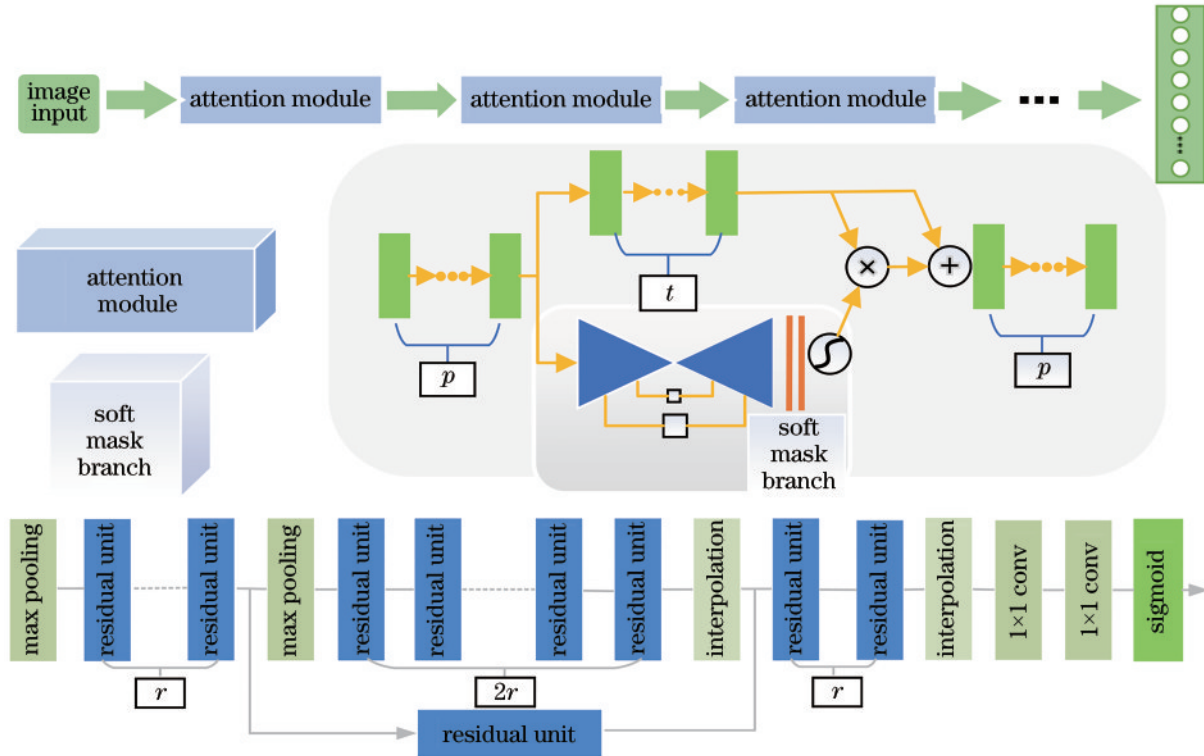 image
input
attention module
attention module
attention module
...
attention
module
t
p
p
soft
mask
branch
soft
mask
branch
max pooling
residual unit
residual unit
max pooling
residual unit
residual unit
residual unit
residual unit
interpolation
residual unit
residual unit
interpolation
1×1 conv
1×1 conv
sigmoid
r
2r
r
residual unit